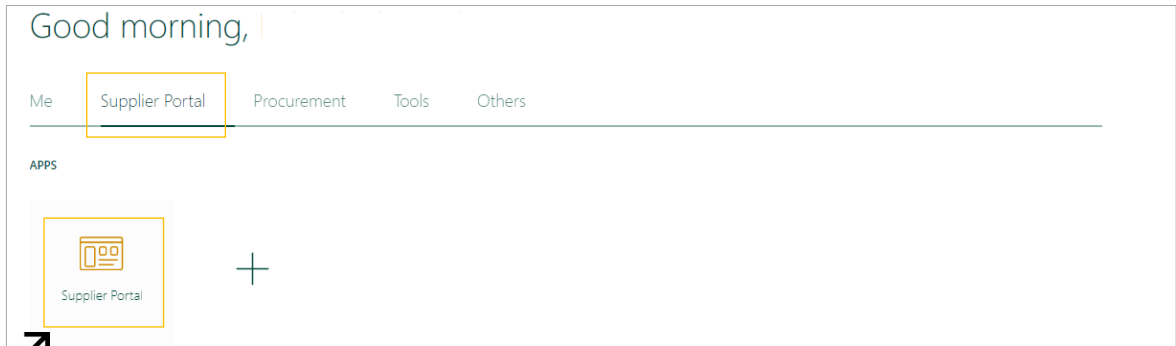 Good morning,
Me Supplier Portal Procurement Tools Others
APPS
Supplier Portal